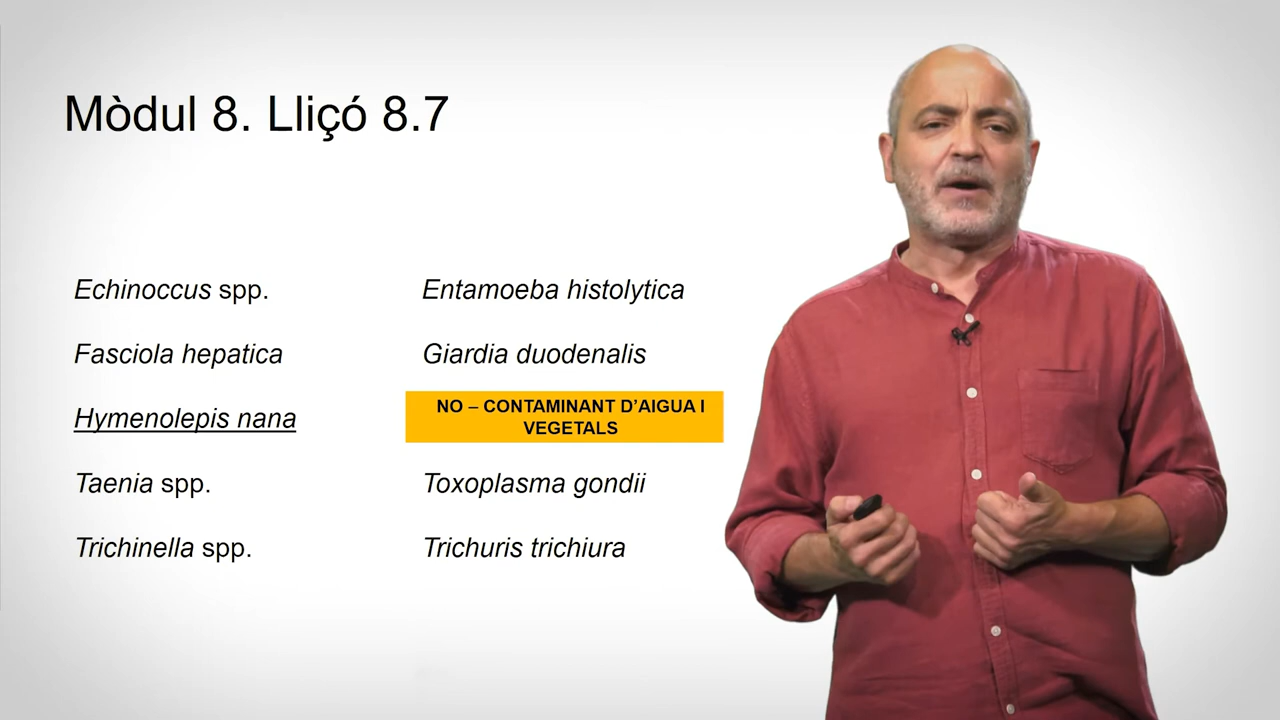 Mòdul 8. Lliçó 8.7
Echinoccus spp.
Entamoeba histolytica
Fasciola hepatica
Giardia duodenalis
Hymenolepis nana
NO – CONTAMINANT D'AIGUA I
VEGETALS
Taenia spp.
Toxoplasma gondii
Trichinella spp.
Trichuris trichiura